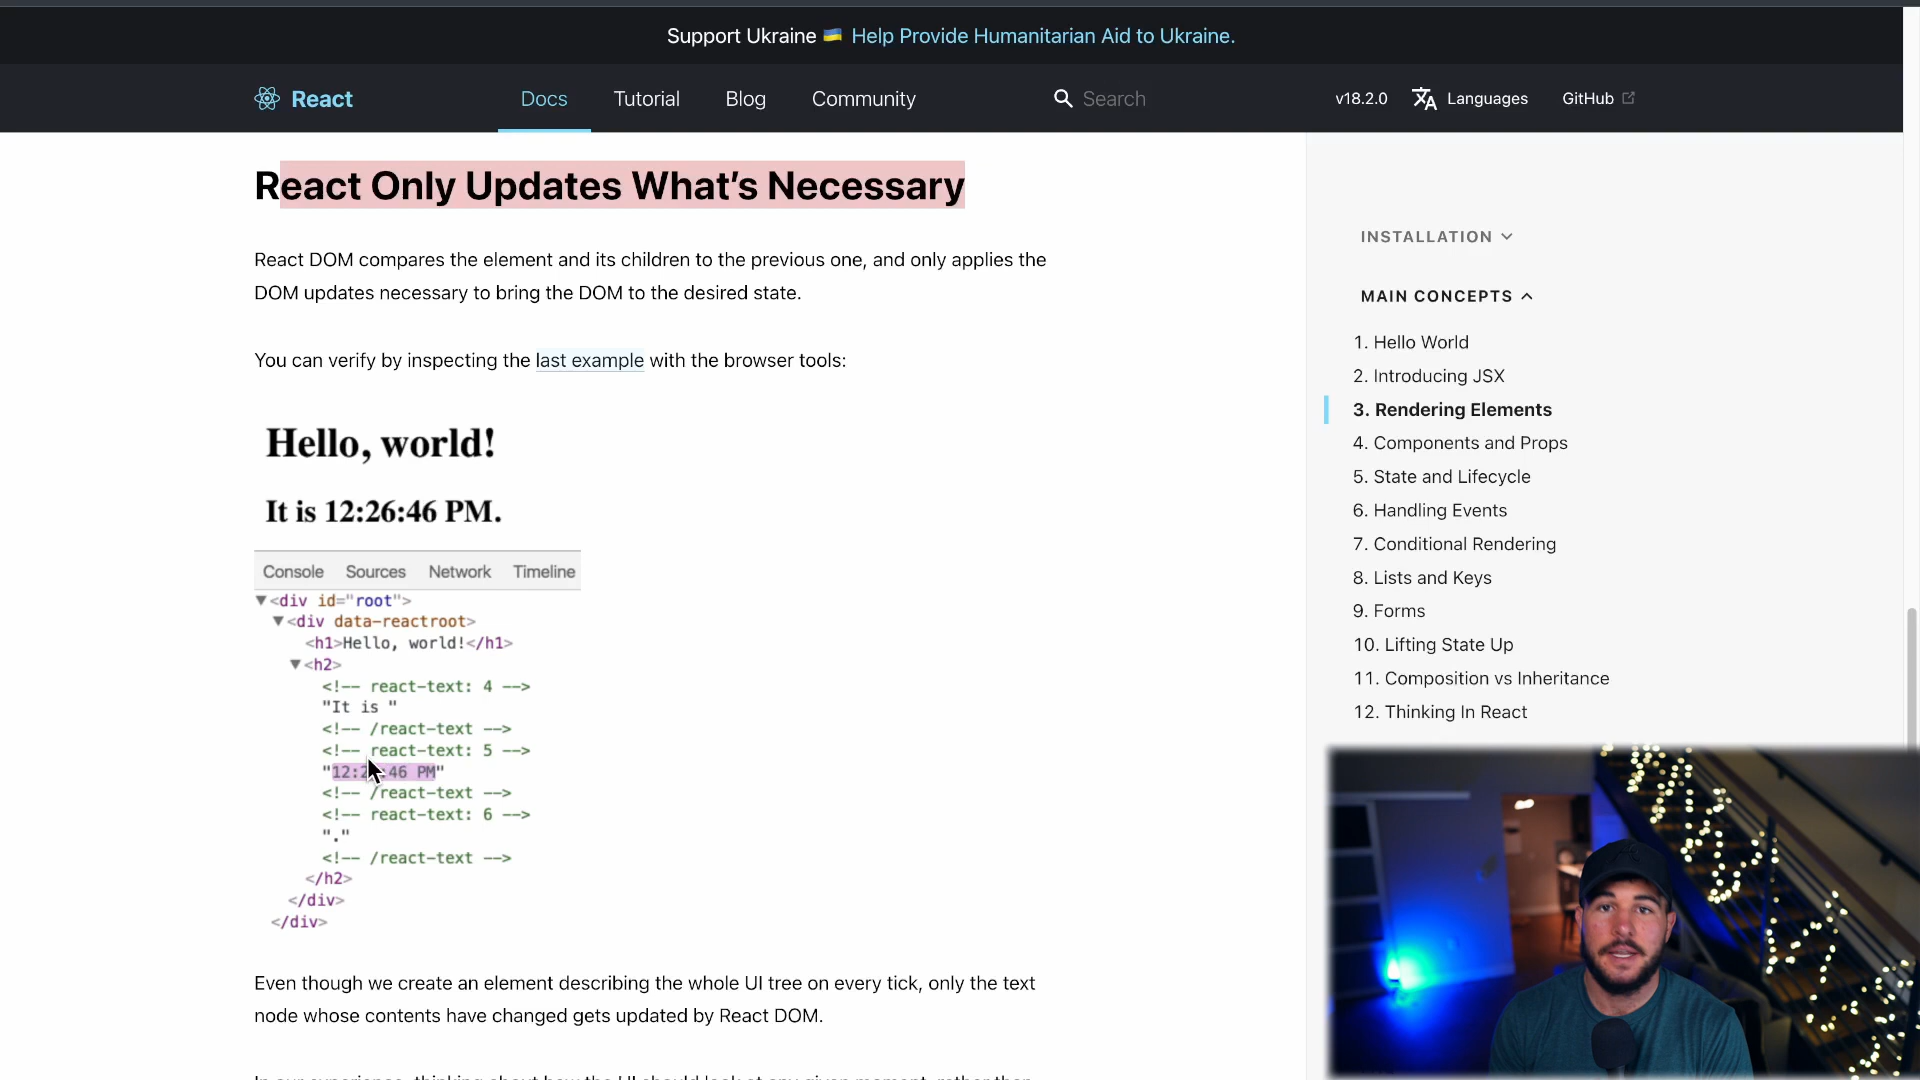 Support Ukraine 🇺🇦 Help Provide Humanitarian Aid to Ukraine.
React
Docs
Tutorial
Blog
Community
Search
v18.2.0
Languages
GitHub
React Only Updates What’s Necessary
React DOM compares the element and its children to the previous one, and only applies the
DOM updates necessary to bring the DOM to the desired state.
You can verify by inspecting the last example with the browser tools:
Hello, world!
It is 12:26:46 PM.
Console Sources Network Timeline
▼<div id="root">
▼<div data-reactroot>
<h1>Hello, world!</h1>
▼<h2>
<!-- react-text: 4 -->
"It is "
<!-- /react-text -->
<!-- react-text: 5 -->
"12:26:46 PM"
<!-- /react-text -->
<!-- react-text: 6 -->
"."
<!-- /react-text -->
</h2>
</div>
</div>
Even though we create an element describing the whole UI tree on every tick, only the text
node whose contents have changed gets updated by React DOM.
INSTALLATION
MAIN CONCEPTS
1. Hello World
2. Introducing JSX
3. Rendering Elements
4. Components and Props
5. State and Lifecycle
6. Handling Events
7. Conditional Rendering
8. Lists and Keys
9. Forms
10. Lifting State Up
11. Composition vs Inheritance
12. Thinking In React